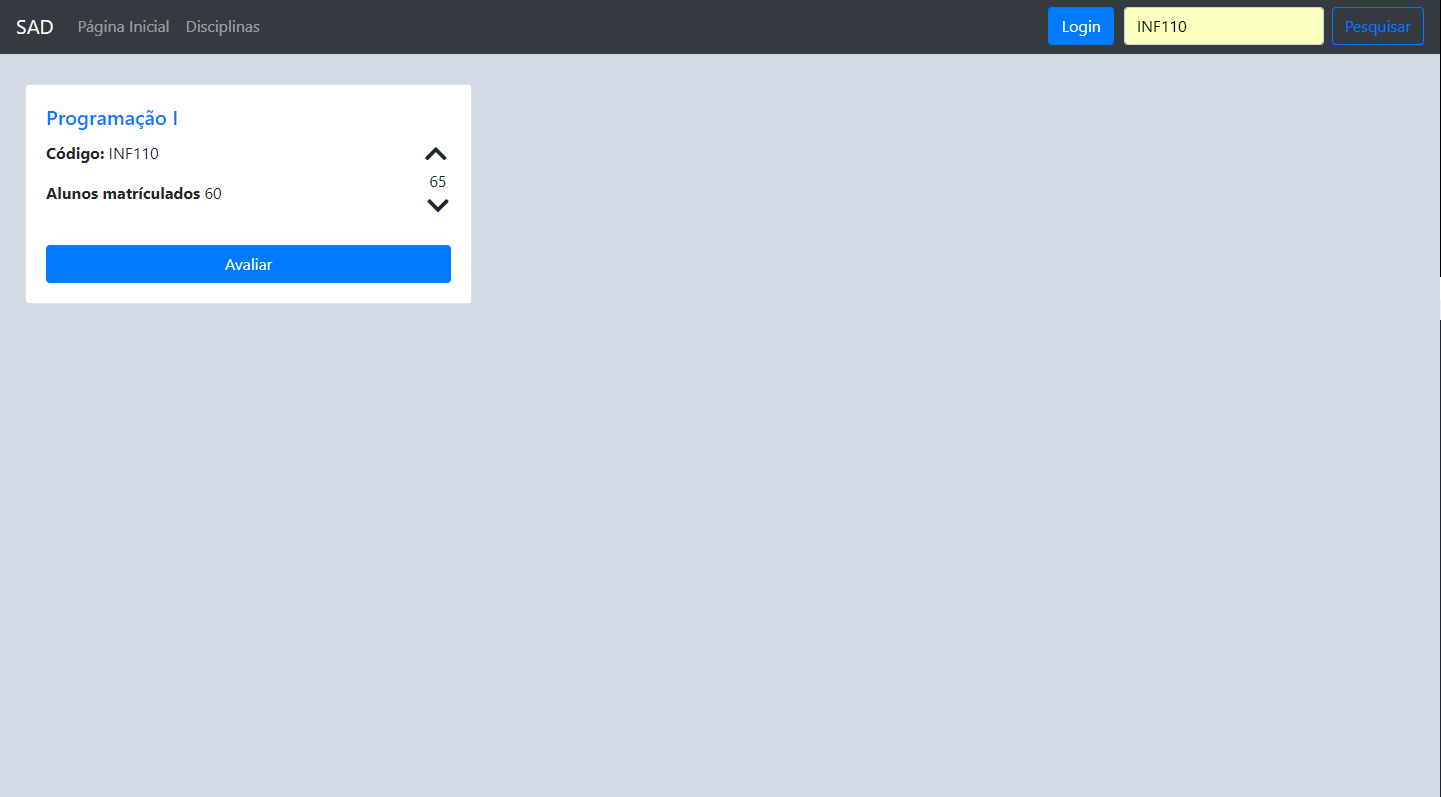 SAD Página Inicial Disciplinas Login INF110 Pesquisar
Programação I
Código: INF110
65
Alunos matrículados 60
Avaliar